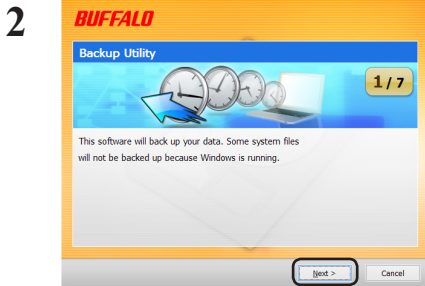 2
BUFFALO
Backup Utility
1/7
This software will back up your data. Some system files
will not be backed up because Windows is running.
Next >
Cancel